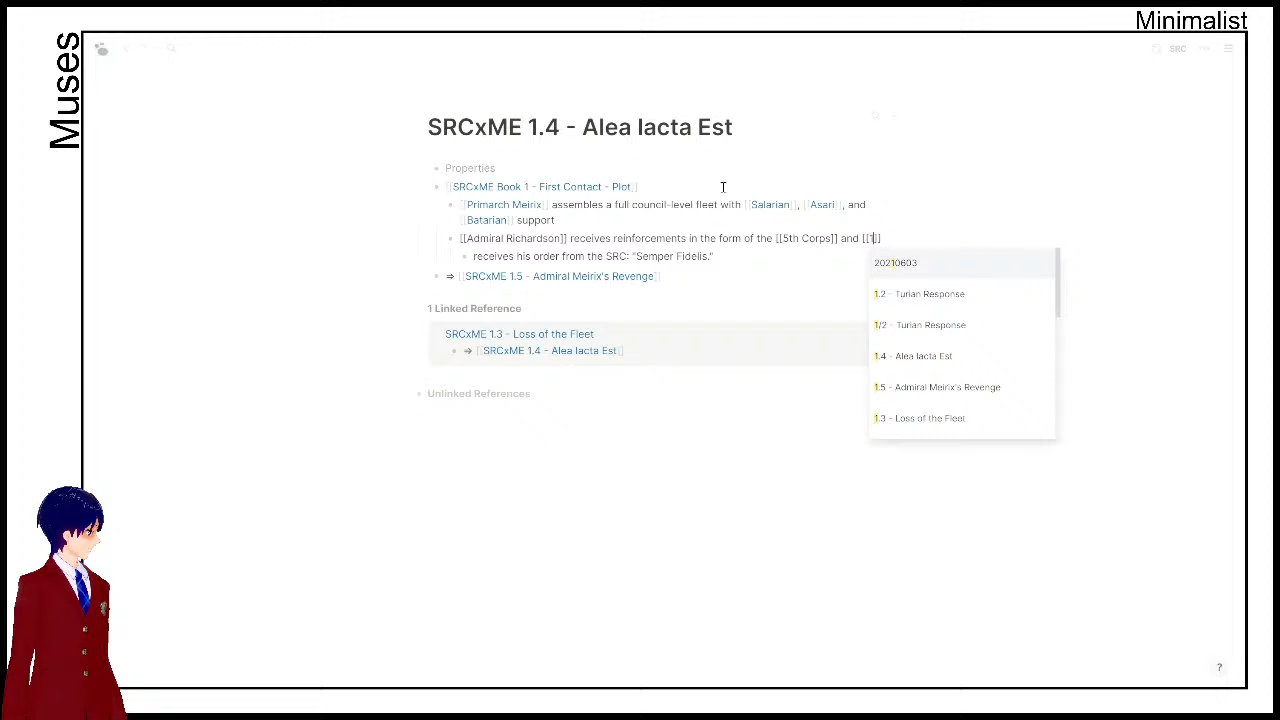 Minimalist
Muses
SRC
SRCxME 1.4 - Alea Iacta Est
Properties
[[SRCxME Book 1 - First Contact - Plot]]
[[Primarch Meirix]] assembles a full council-level fleet with [[Salarian]], [[Asari]], and
[[Batarian]] support
[[Admiral Richardson]] receives reinforcements in the form of the [[5th Corps]] and [[1]]
receives his order from the SRC: "Semper Fidelis."
⇒ [[SRCxME 1.5 - Admiral Meirix's Revenge]]
1 Linked Reference
SRCxME 1.3 - Loss of the Fleet
⇒ [[SRCxME 1.4 - Alea Iacta Est]]
Unlinked References
20210603
1.2 - Turian Response
1/2 - Turian Response
1.4 - Alea Iacta Est
1.5 - Admiral Meirix's Revenge
1.3 - Loss of the Fleet
?